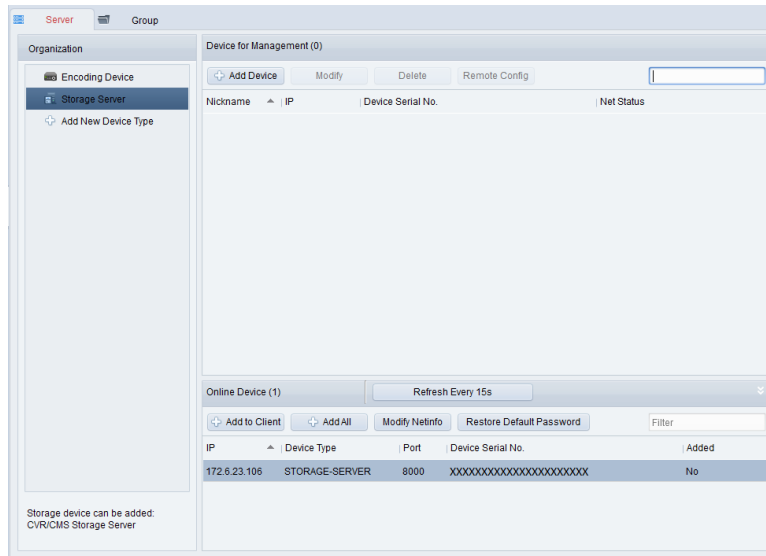 Server Group
Organization
Encoding Device
Storage Server
Add New Device Type
Storage device can be added:
CVR/CMS Storage Server
Device for Management (0)
Add Device Modify Delete Remote Config
Nickname IP Device Serial No. Net Status
Online Device (1) Refresh Every 15s
Add to Client Add All Modify Netinfo Restore Default Password Filter
IP Device Type Port Device Serial No. Added
172.6.23.106 STORAGE-SERVER 8000 XXXXXXXXXXXXXXXXXXXXXXX No